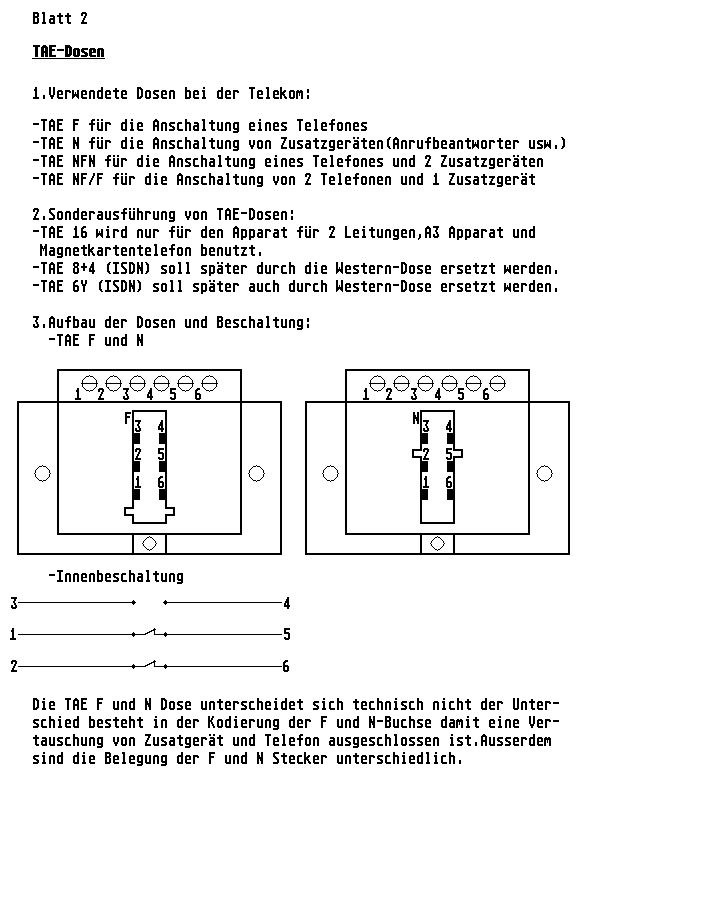 Blatt 2
TAE-Dosen
1.Verwendete Dosen bei der Telekom:
-TAE F für die Anschaltung eines Telefones
-TAE N für die Anschaltung von Zusatzgeräten(Anrufbeantworter usw.)
-TAE NFN für die Anschaltung eines Telefones und 2 Zusatzgeräten
-TAE NF/F für die Anschaltung von 2 Telefonen und 1 Zusatzgerät
2.Sonderausführung von TAE-Dosen:
-TAE 16 wird nur für den Apparat für 2 Leitungen,A3 Apparat und
Magnetkartentelefon benutzt.
-TAE 8+4 (ISDN) soll später durch die Western-Dose ersetzt werden.
-TAE 6Y (ISDN) soll später auch durch Western-Dose ersetzt werden.
3.Aufbau der Dosen und Beschaltung:
-TAE F und N
1 2 3 4 5 6
F
3 4
2 5
1 6
1 2 3 4 5 6
N
3 4
2 5
1 6
-Innenbeschaltung
3 4
1 5
2 6
Die TAE F und N Dose unterscheidet sich technisch nicht der Unter-
schied besteht in der Kodierung der F und N-Buchse damit eine Ver-
tauschung von Zusatgerät und Telefon ausgeschlossen ist.Ausserdem
sind die Belegung der F und N Stecker unterschiedlich.